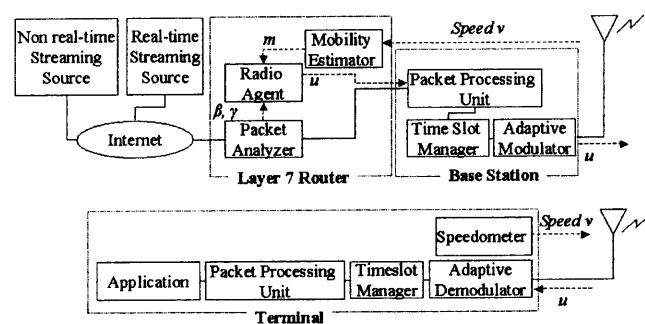 Non real-time
Streaming
Source
Real-time
Streaming
Source
Internet
m
Mobility
Estimator
Radio
Agent
u
β, γ
Packet
Analyzer
Layer 7 Router
Speed v
Packet Processing
Unit
Time Slot
Manager
Adaptive
Modulator
u
Base Station
Speedometer
Speed v
Application
Packet Processing
Unit
Timeslot
Manager
Adaptive
Demodulator
u
Terminal